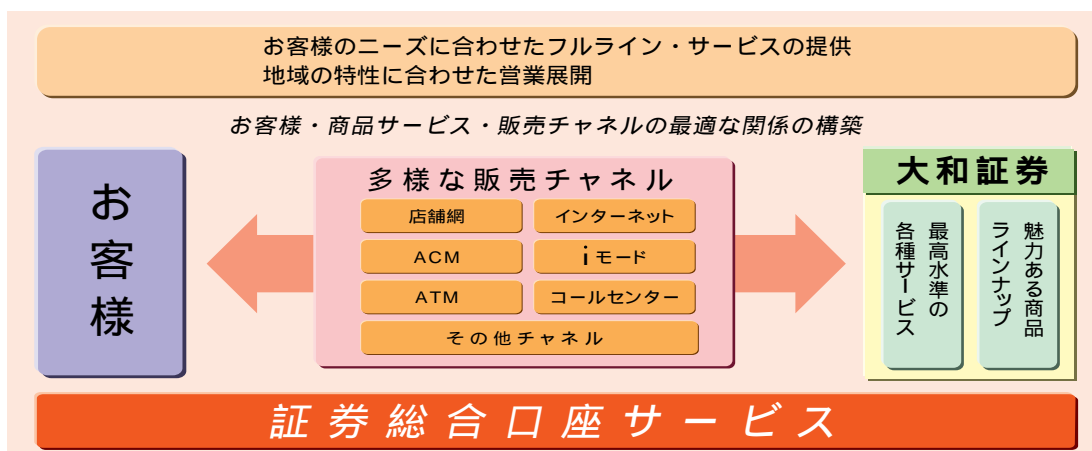 お客様のニーズに合わせたフルライン・サービスの提供
地域の特性に合わせた営業展開
お客様・商品サービス・販売チャネルの最適な関係の構築
お客様
多様な販売チャネル
店舗網
インターネット
ACM
iモード
ATM
コールセンター
その他チャネル
大和証券
魅力ある商品
ラインナップ
最高水準の
各種サービス
証券総合口座サービス